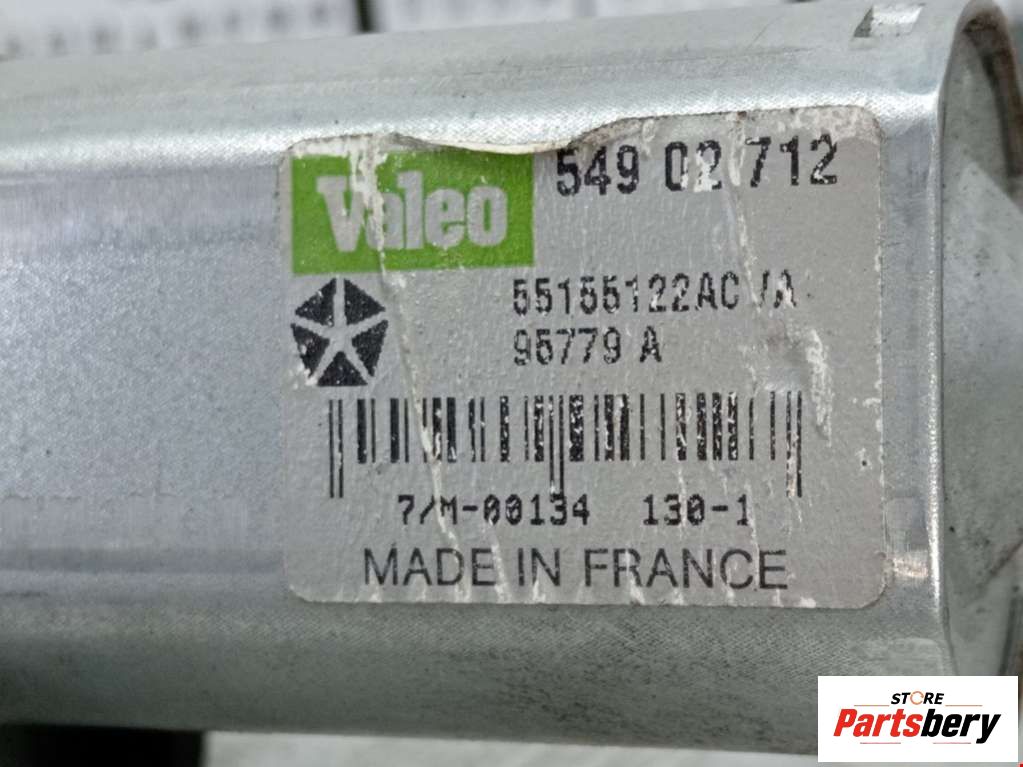 Valeo
549 02 712
55155122AC /A
95779 A
7/M-00134 130-1
MADE IN FRANCE
STORE
Partsbery